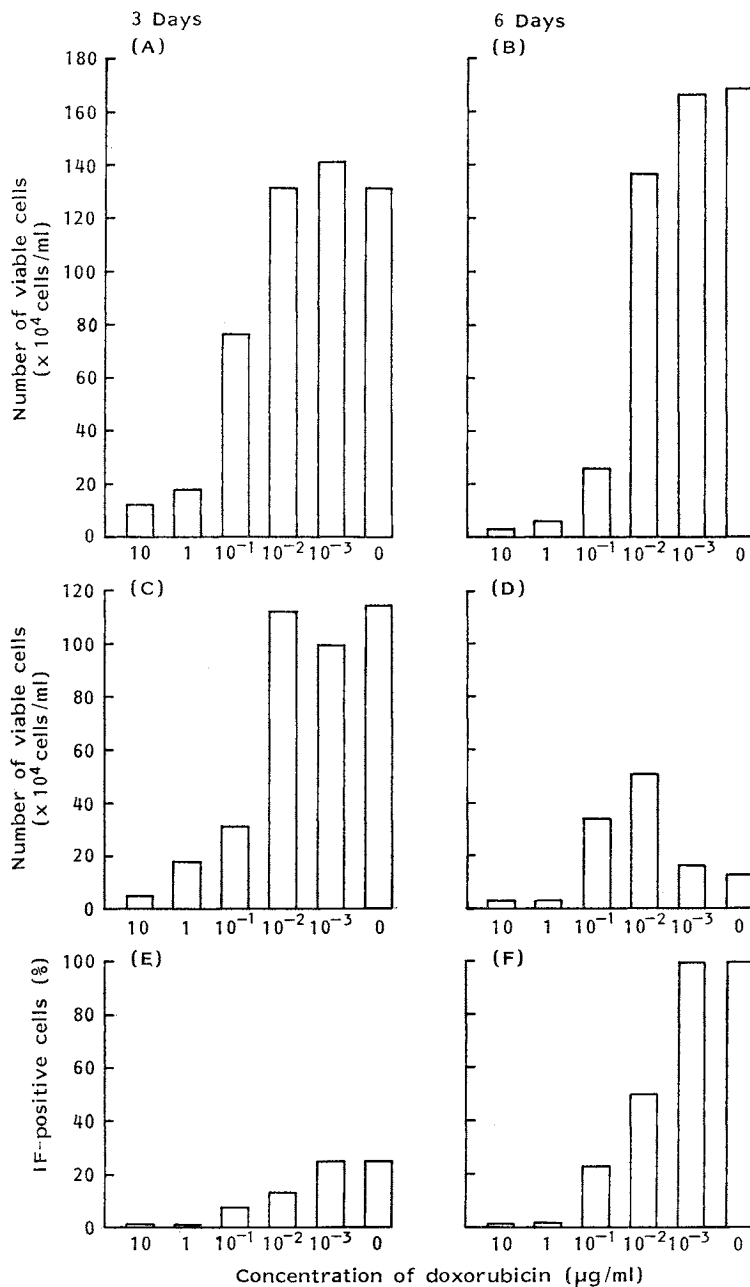 3 Days
6 Days
(A)
(B)
Number of viable cells
(x 10⁴ cells/ml)
180
160
140
120
100
80
60
40
20
0
10 1 10⁻¹ 10⁻² 10⁻³ 0
10 1 10⁻¹ 10⁻² 10⁻³ 0
(C)
(D)
Number of viable cells
(x 10⁴ cells/ml)
120
100
80
60
40
20
0
10 1 10⁻¹ 10⁻² 10⁻³ 0
10 1 10⁻¹ 10⁻² 10⁻³ 0
(E)
(F)
IF-positive cells (%)
100
80
60
40
20
0
10 1 10⁻¹ 10⁻² 10⁻³ 0
10 1 10⁻¹ 10⁻² 10⁻³ 0
Concentration of doxorubicin (µg/ml)